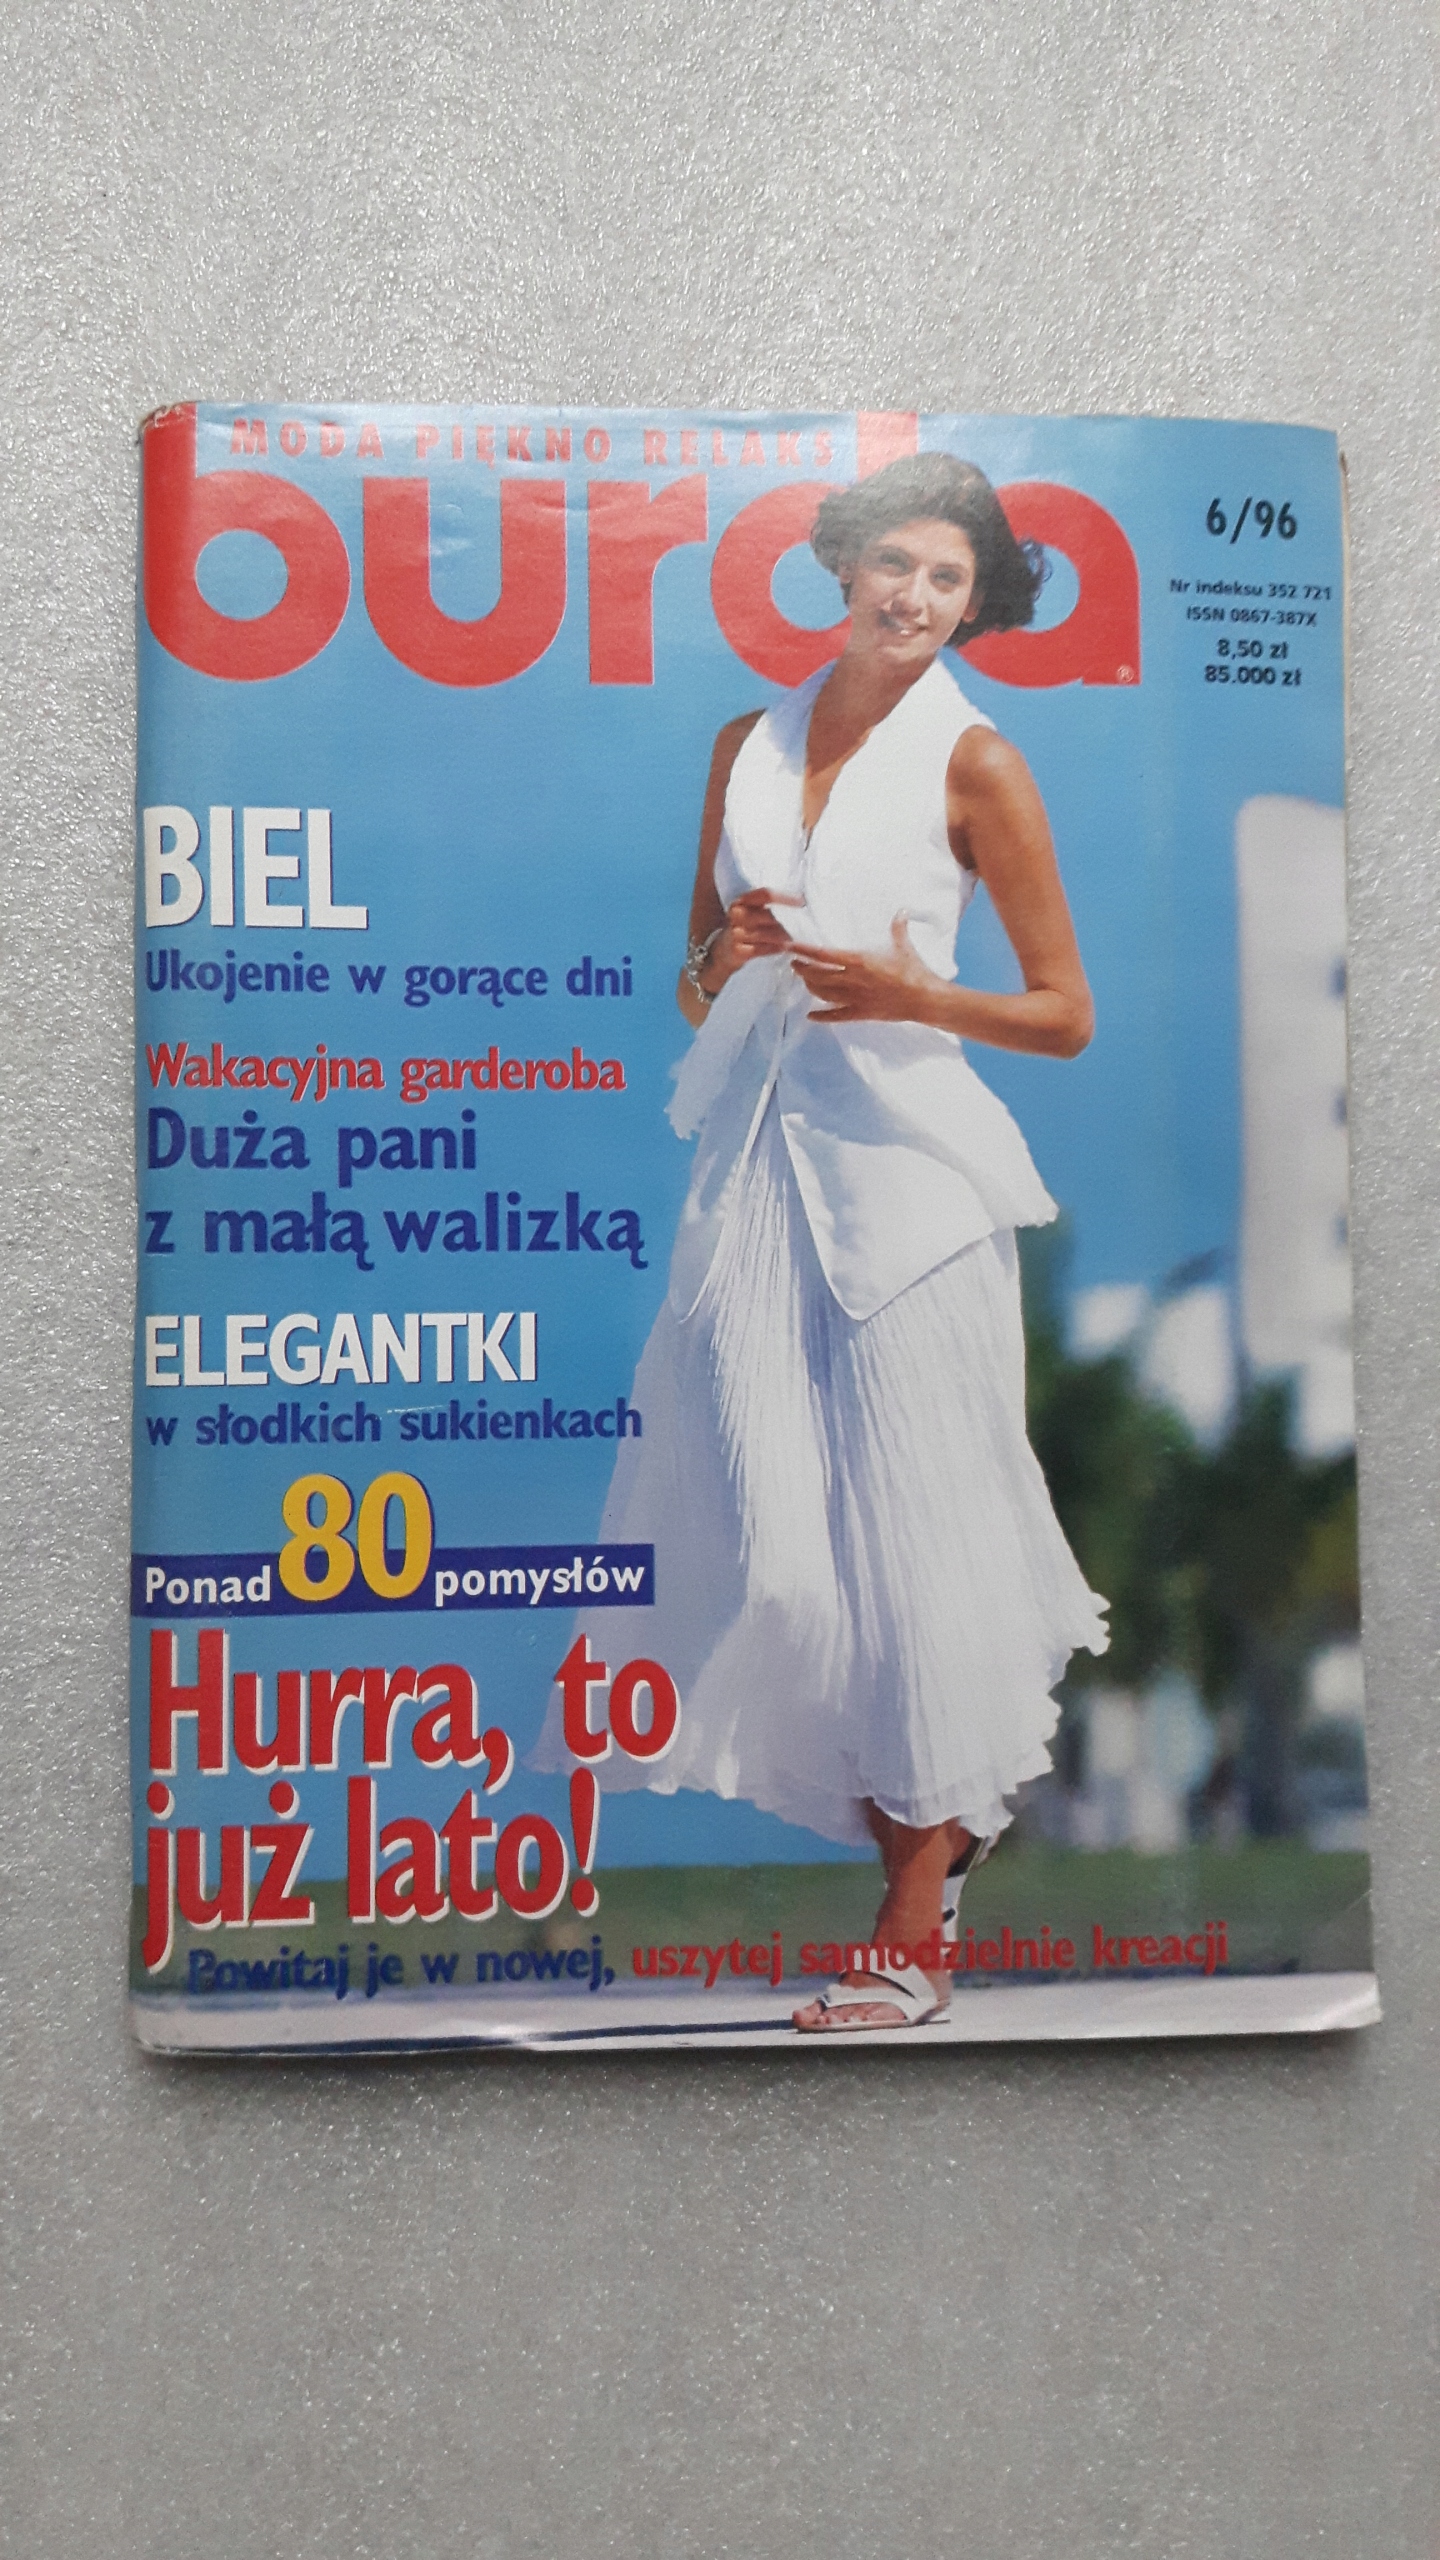 MODA PIĘKNO RELAKS
burda
®
6/96
Nr indeksu 352 721
ISSN 0867-387X
8,50 zł
85.000 zł
BIEL
Ukojenie w gorące dni
Wakacyjna garderoba
Duża pani
z małą walizką
ELEGANTKI
w słodkich sukienkach
Ponad 80 pomysłów
Hurra, to
już lato!
Powitaj je w nowej, uszytej samodzielnie kreacji